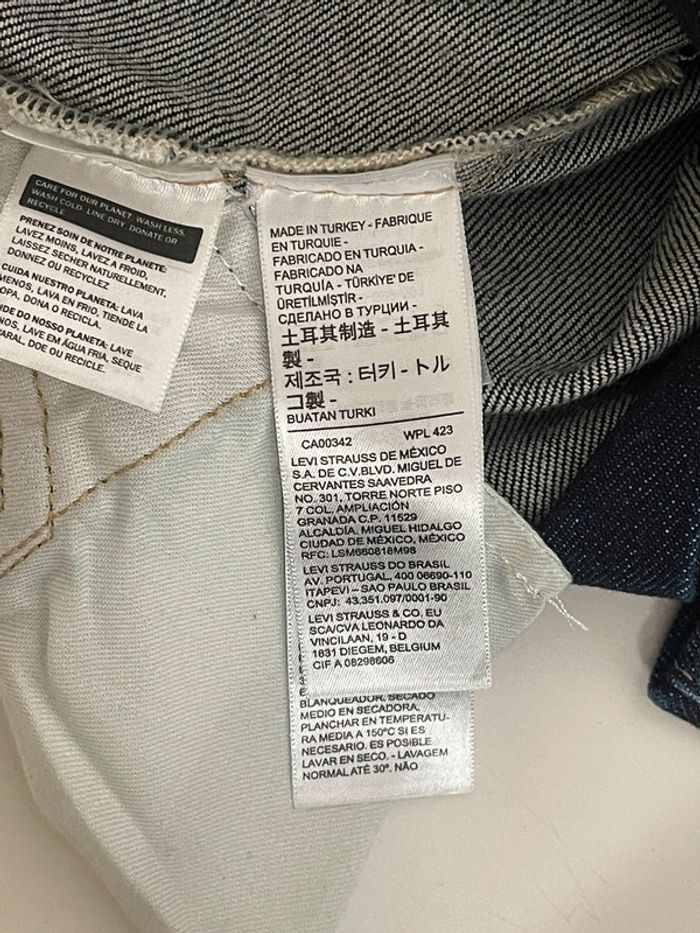 CARE FOR OUR PLANET: WASH LESS,
WASH COLD, LINE DRY, DONATE OR
RECYCLE
PRENEZ SOIN DE NOTRE PLANETE:
LAVEZ MOINS, LAVEZ A FROID,
LAISSEZ SECHER NATURELLEMENT,
DONNEZ OU RECYCLEZ
CUIDA NUESTRO PLANETA: LAVA
MENOS, LAVA EN FRIO, TIENDE LA
OPA, DONA O RECICLA.
DE DO NOSSO PLANETA: LAVE
NOS, LAVE EM ÁGUA FRIA, SEQUE
ARAL, DOE OU RECICLE.
MADE IN TURKEY - FABRIQUE
EN TURQUIE -
FABRICADO EN TURQUIA -
FABRICADO NA
TURQUÍA - TÜRKİYE' DE
ÜRETİLMİŞTİR -
СДЕЛАНО В ТУРЦИИ -
土耳其制造 - 土耳其
製 -
제조국 : 터키 - トル
コ製 -
BUATAN TURKI
CA00342 WPL 423
LEVI STRAUSS DE MÉXICO
S.A. DE C.V.BLVD. MIGUEL DE
CERVANTES SAAVEDRA
NO. 301, TORRE NORTE PISO
7 COL, AMPLIACIÓN
GRANADA C.P. 11529
ALCALDÍA. MIGUEL HIDALGO
CIUDAD DE MÉXICO, MÉXICO
RFC: LSM660818M98
LEVI STRAUSS DO BRASIL
AV. PORTUGAL, 400 06690-110
ITAPEVI – SAO PAULO BRASIL
CNPJ: 43.351.097/0001-90
LEVI STRAUSS & CO. EU
SCA/CVA LEONARDO DA
VINCILAAN, 19 - D
1831 DIEGEM, BELGIUM
CIF A 08298606
BLANQUEADOR, SECADO
MEDIO EN SECADORA.
PLANCHAR EN TEMPERATU-
RA MEDIA A 150°C SI ES
NECESARIO. ES POSIBLE
LAVAR EN SECO. - LAVAGEM
NORMAL ATÉ 30°. NÃO